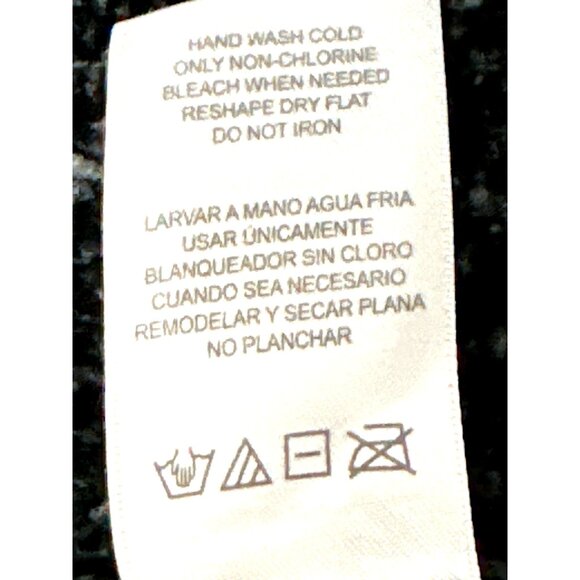 HAND WASH COLD
ONLY NON-CHLORINE
BLEACH WHEN NEEDED
RESHAPE DRY FLAT
DO NOT IRON
LARVAR A MANO AGUA FRIA
USAR ÚNICAMENTE
BLANQUEADOR SIN CLORO
CUANDO SEA NECESARIO
REMODELAR Y SECAR PLANA
NO PLANCHAR